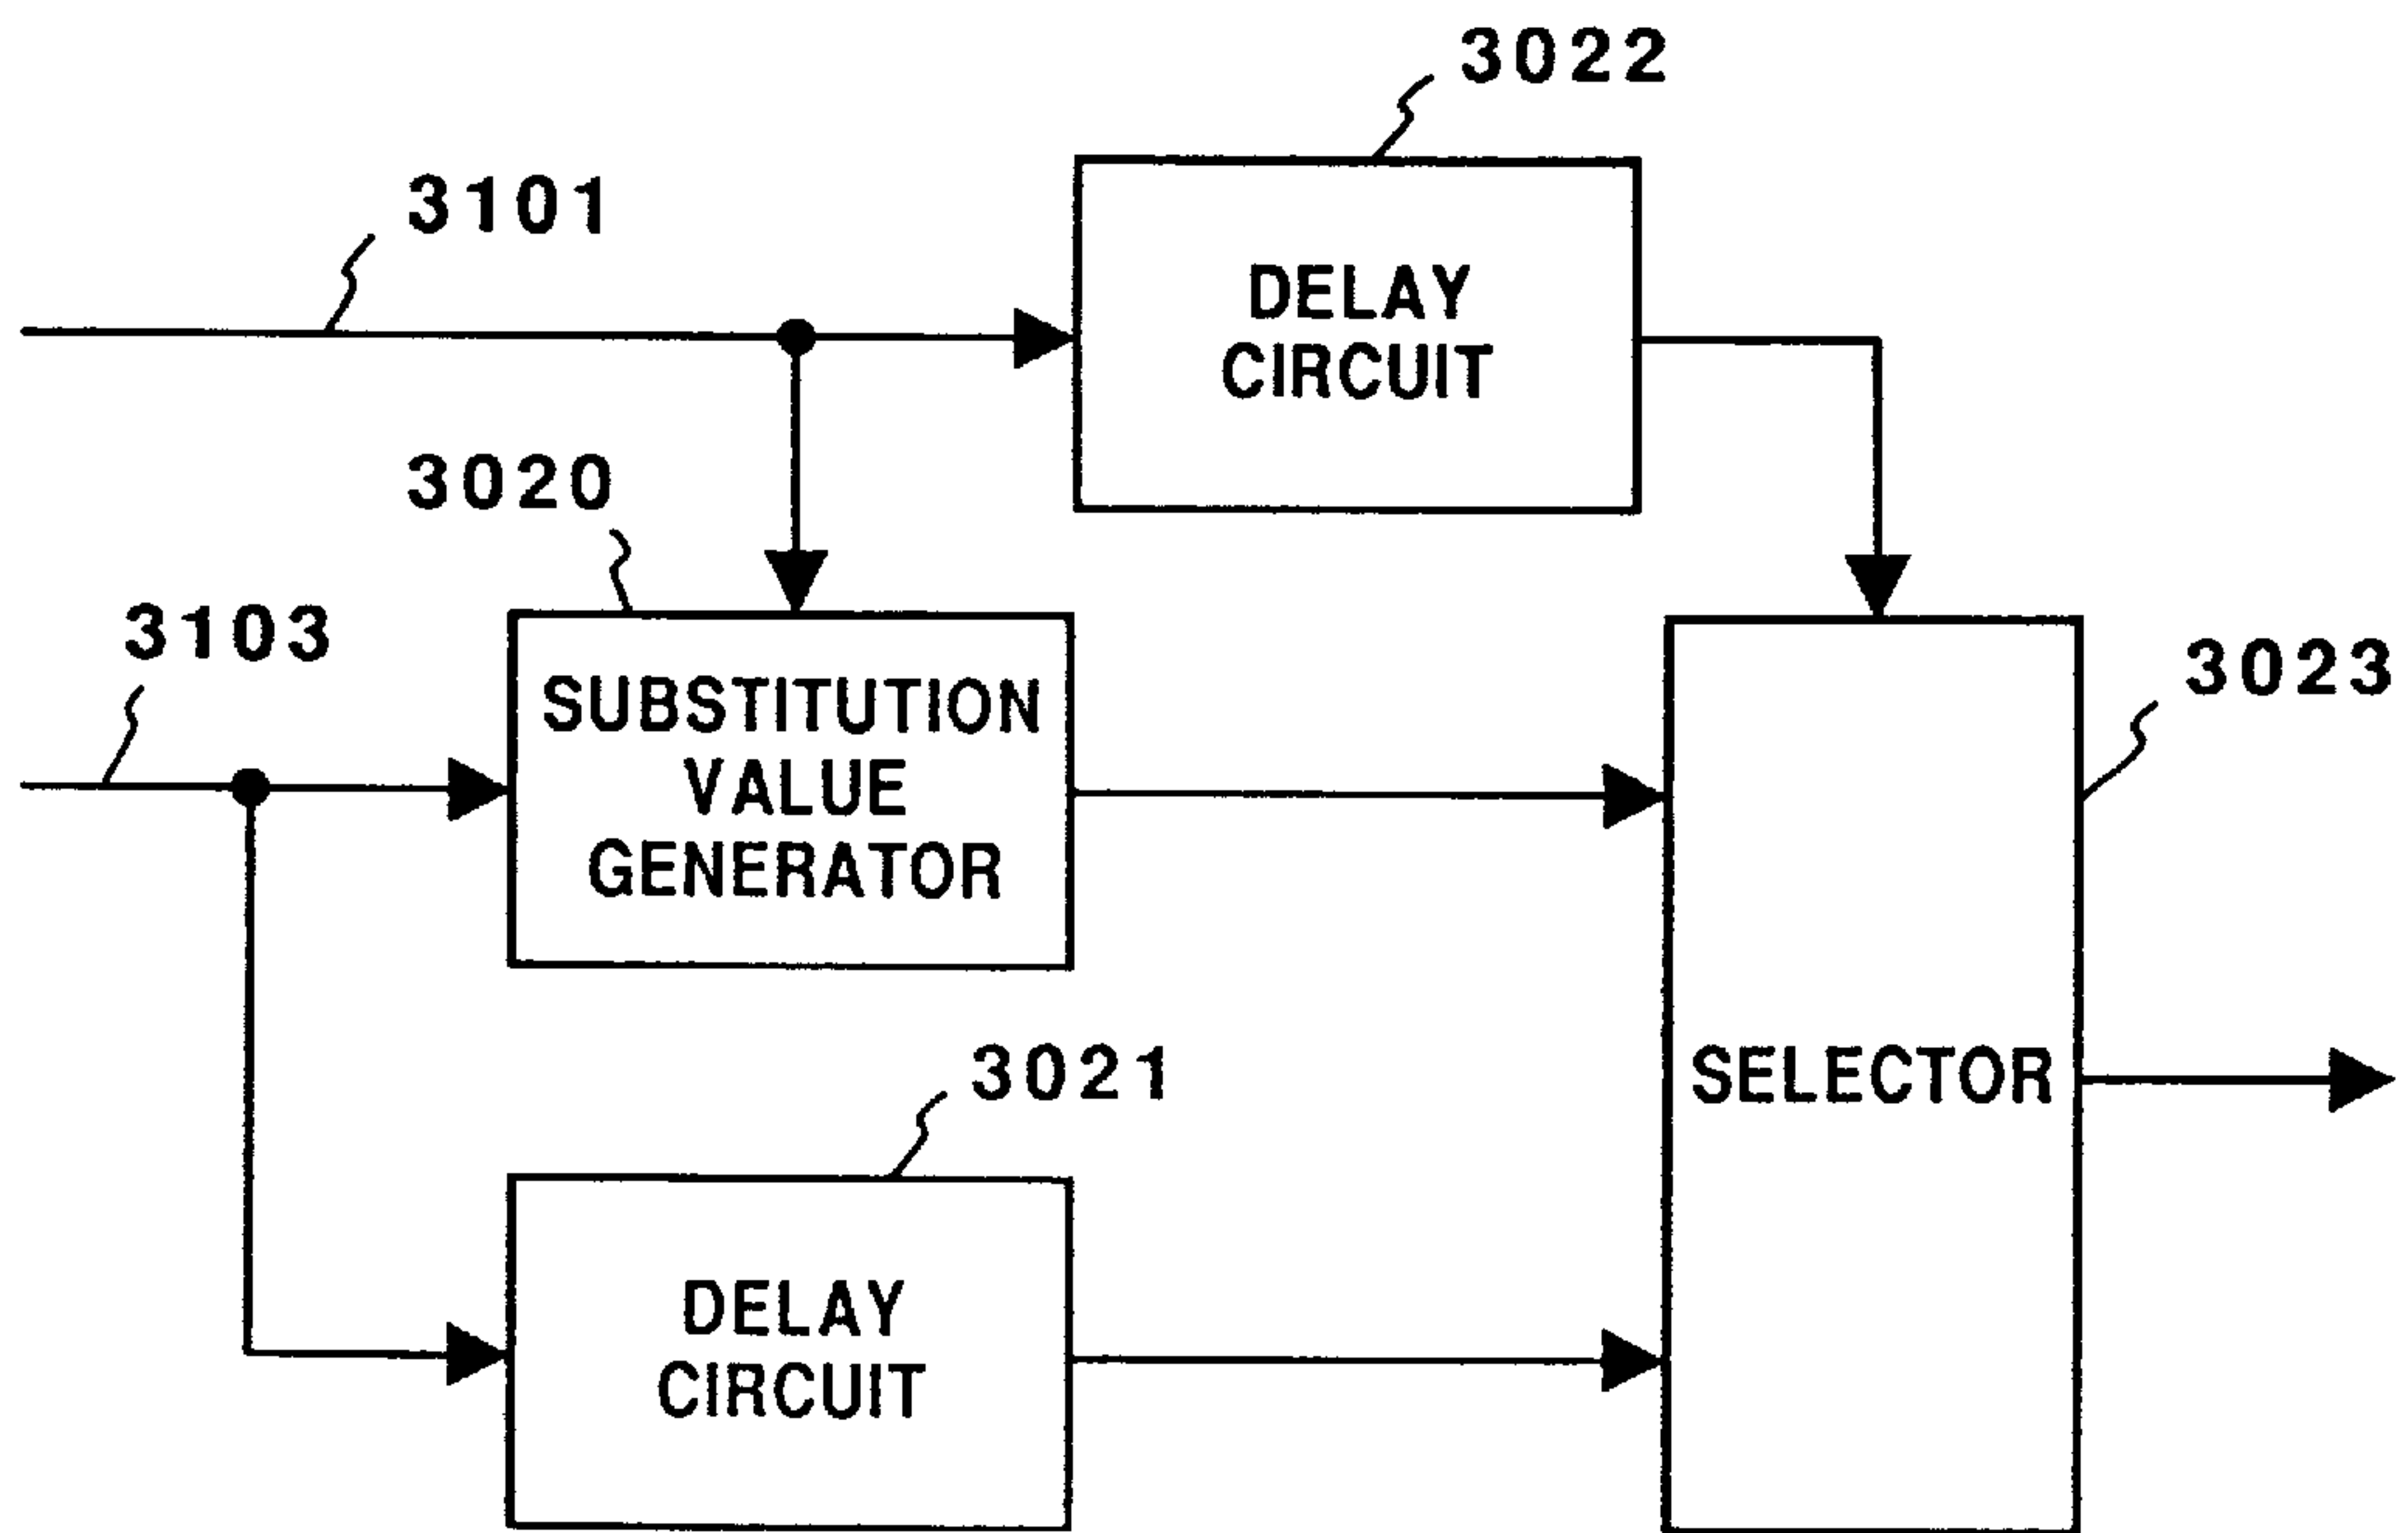 3022
3101
DELAY
CIRCUIT
3020
3103
SUBSTITUTION
VALUE
GENERATOR
3023
3021
SELECTOR
DELAY
CIRCUIT